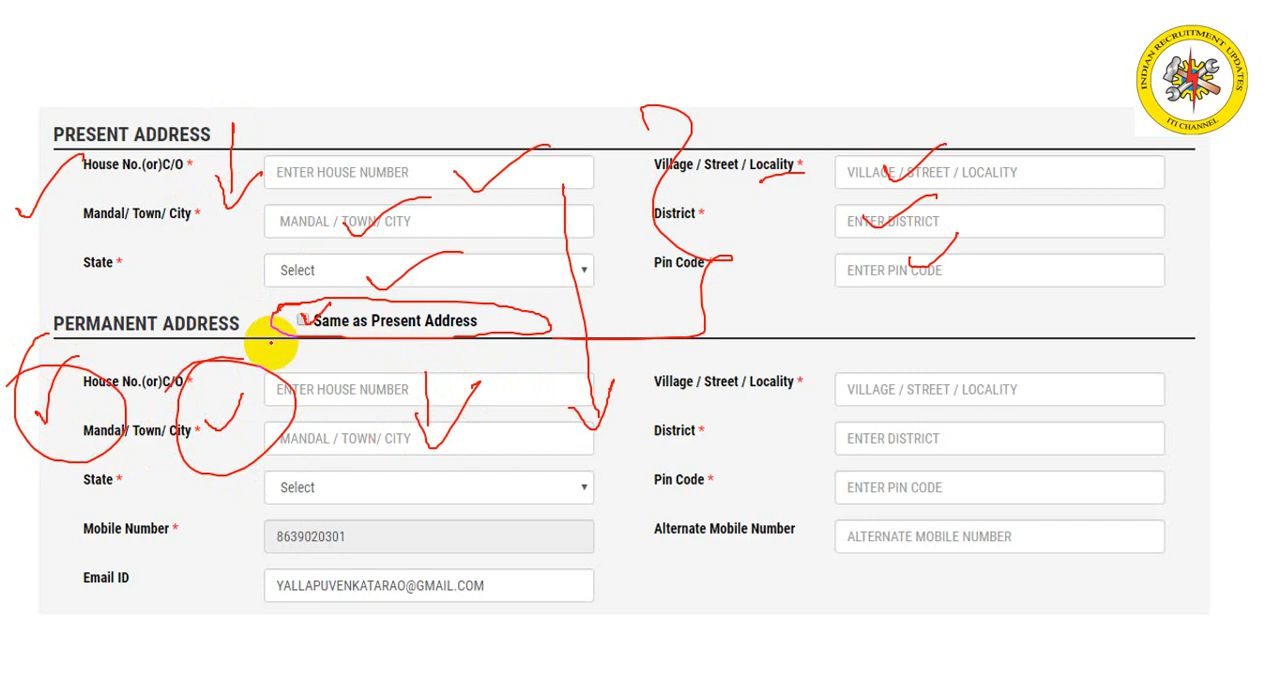 INDIAN RECRUITMENT UPDATES
ITI CHANNEL
PRESENT ADDRESS
House No.(or)C/O * ENTER HOUSE NUMBER Village / Street / Locality * VILLAGE / STREET / LOCALITY
Mandal/ Town/ City * MANDAL / TOWN/ CITY District * ENTER DISTRICT
State * Select Pin Code ENTER PIN CODE
PERMANENT ADDRESS Same as Present Address
House No.(or)C/O * ENTER HOUSE NUMBER Village / Street / Locality * VILLAGE / STREET / LOCALITY
Mandal/ Town/ City * MANDAL / TOWN/ CITY District * ENTER DISTRICT
State * Select Pin Code * ENTER PIN CODE
Mobile Number * 8639020301 Alternate Mobile Number ALTERNATE MOBILE NUMBER
Email ID YALLAPUVENKATARAO@GMAIL.COM